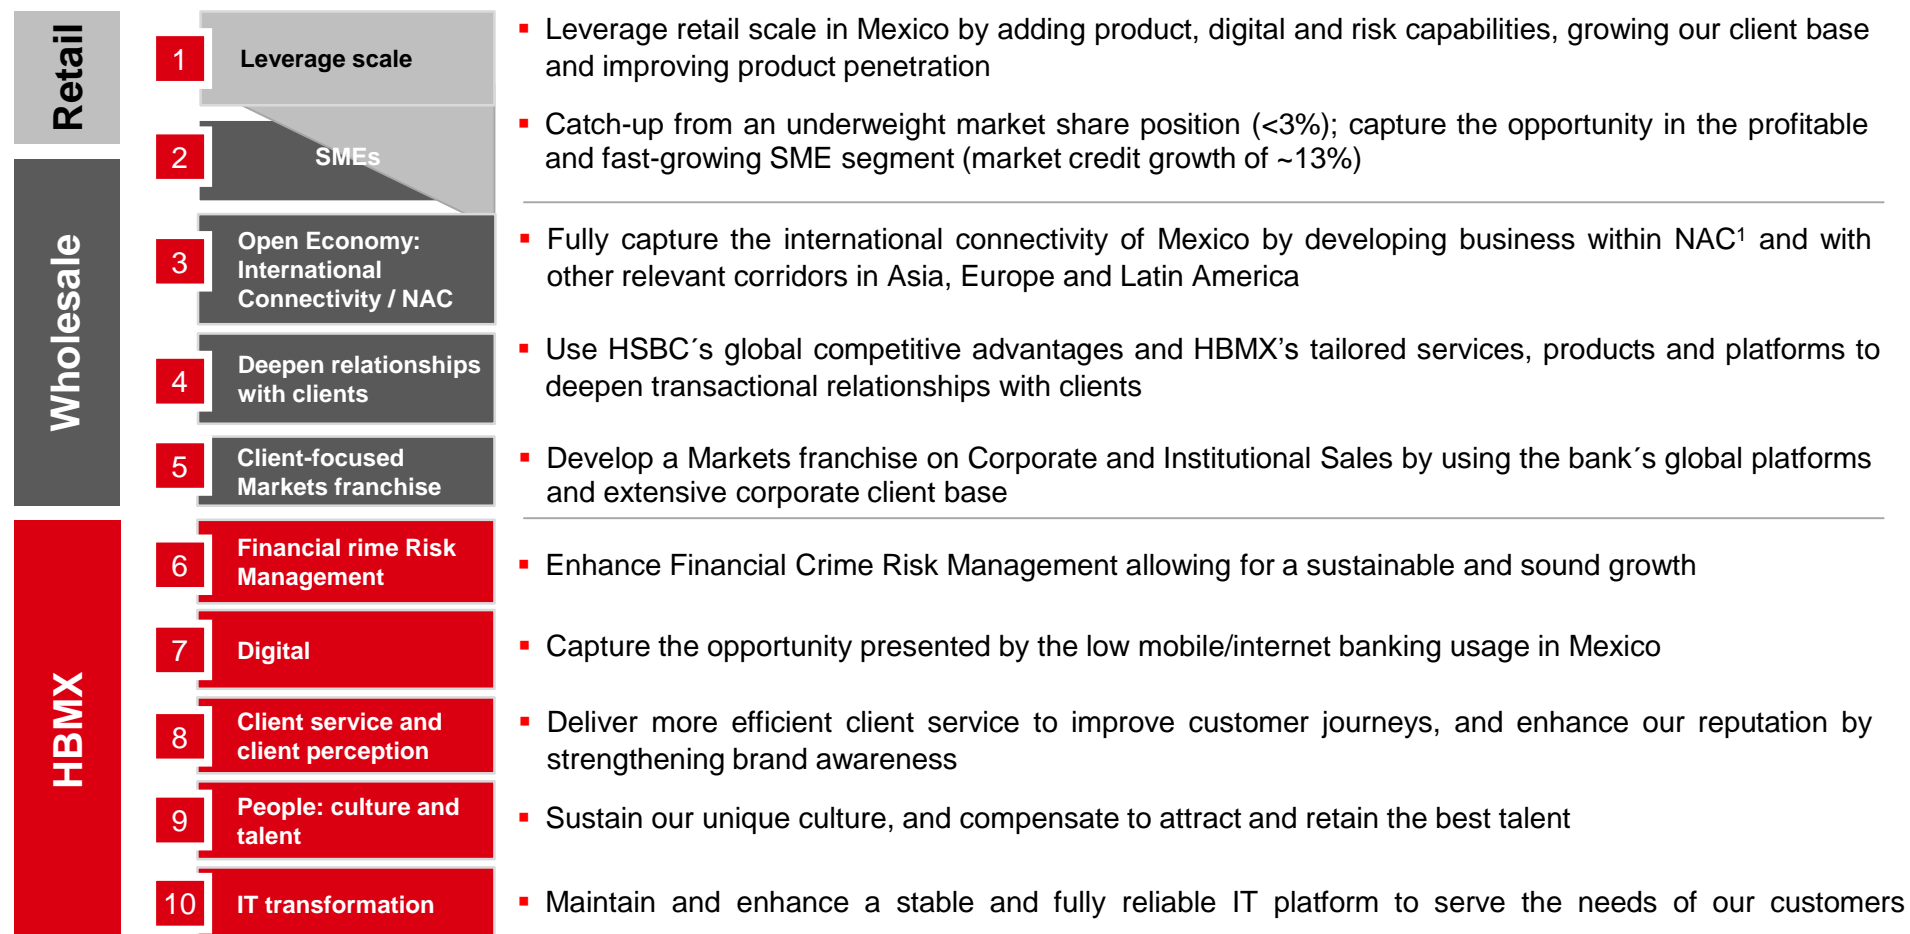 Retail
1
Leverage scale
▪ Leverage retail scale in Mexico by adding product, digital and risk capabilities, growing our client base
and improving product penetration
2
SMEs
▪ Catch-up from an underweight market share position (<3%); capture the opportunity in the profitable
and fast-growing SME segment (market credit growth of ~13%)
Wholesale
3
Open Economy:
International
Connectivity / NAC
▪ Fully capture the international connectivity of Mexico by developing business within NAC¹ and with
other relevant corridors in Asia, Europe and Latin America
4
Deepen relationships
with clients
▪ Use HSBC´s global competitive advantages and HBMX’s tailored services, products and platforms to
deepen transactional relationships with clients
5
Client-focused
Markets franchise
▪ Develop a Markets franchise on Corporate and Institutional Sales by using the bank´s global platforms
and extensive corporate client base
HBMX
6
Financial rime Risk
Management
▪ Enhance Financial Crime Risk Management allowing for a sustainable and sound growth
7
Digital
▪ Capture the opportunity presented by the low mobile/internet banking usage in Mexico
8
Client service and
client perception
▪ Deliver more efficient client service to improve customer journeys, and enhance our reputation by
strengthening brand awareness
9
People: culture and
talent
▪ Sustain our unique culture, and compensate to attract and retain the best talent
10
IT transformation
▪ Maintain and enhance a stable and fully reliable IT platform to serve the needs of our customers